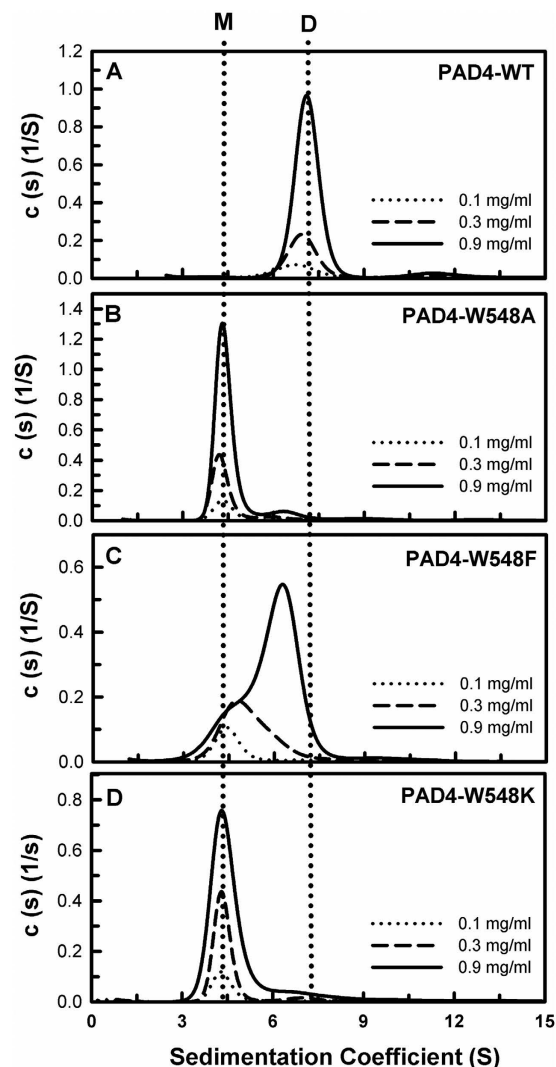 M D
A PAD4-WT
1.2
1.0
0.8
0.6
0.4
0.2
0.0
c (s) (1/S)
0.1 mg/ml
0.3 mg/ml
0.9 mg/ml
B PAD4-W548A
1.4
1.2
1.0
0.8
0.6
0.4
0.2
0.0
c (s) (1/S)
0.1 mg/ml
0.3 mg/ml
0.9 mg/ml
C PAD4-W548F
0.6
0.4
0.2
0.0
c (s) (1/S)
0.1 mg/ml
0.3 mg/ml
0.9 mg/ml
D PAD4-W548K
0.8
0.6
0.4
0.2
0.0
c (s) (1/s)
0.1 mg/ml
0.3 mg/ml
0.9 mg/ml
0 3 6 9 12 15
Sedimentation Coefficient (S)